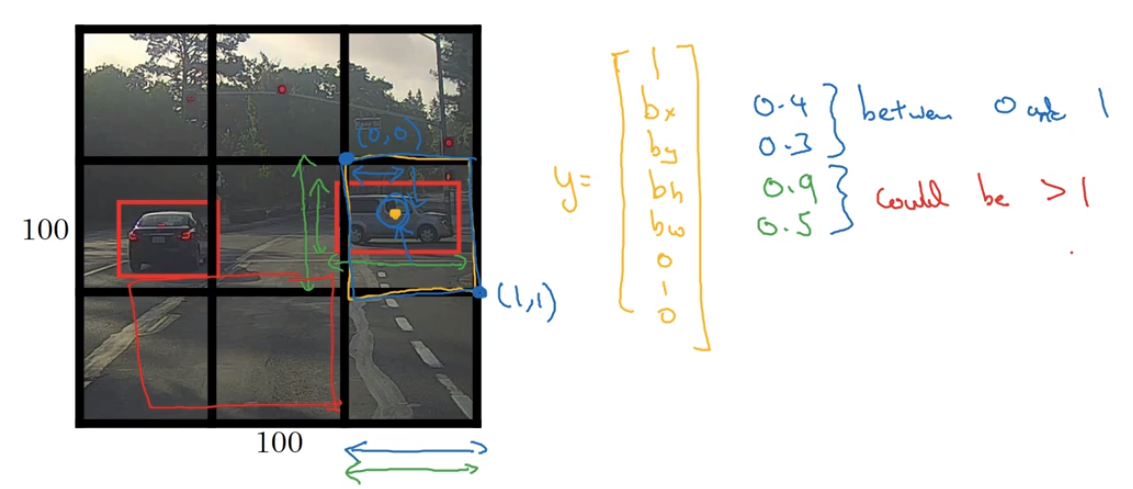 (0,0)
100
(1,1)
100
y=
1
bx
by
bh
bw
0
1
0
0.4
0.3
between 0 and 1
0.9
0.5
could be >1